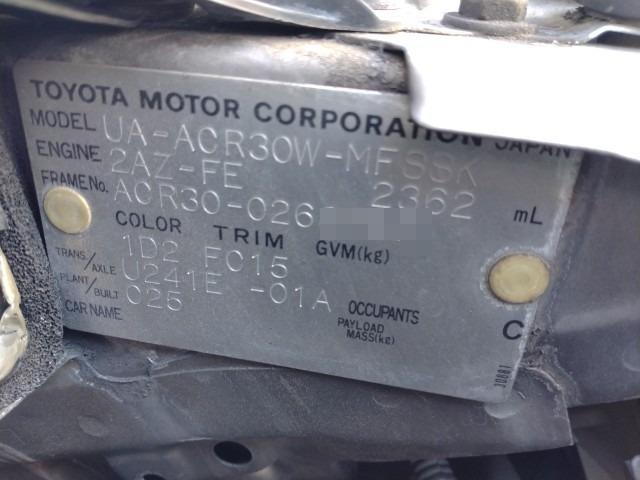 TOYOTA MOTOR CORPORATION JAPAN
MODEL UA-ACR30W-MFSSK
ENGINE 2AZ-FE 2362 mL
FRAME No. ACR30-026
COLOR TRIM GVM(kg)
1D2 FC15
TRANS/AXLE U241E -01A
PLANT/BUILT 025 OCCUPANTS
CAR NAME PAYLOAD MASS(kg) C